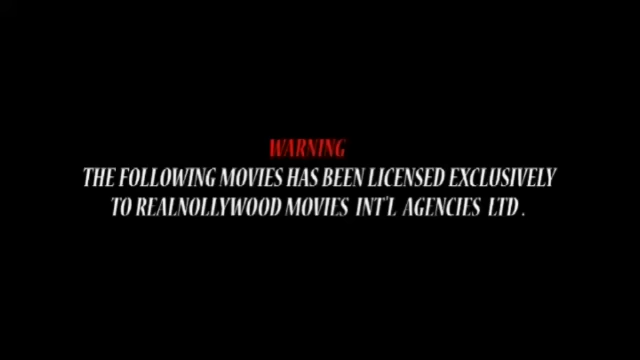 WARNING
THE FOLLOWING MOVIES HAS BEEN LICENSED EXCLUSIVELY
TO REALNOLLYWOOD MOVIES INT'L AGENCIES LTD.